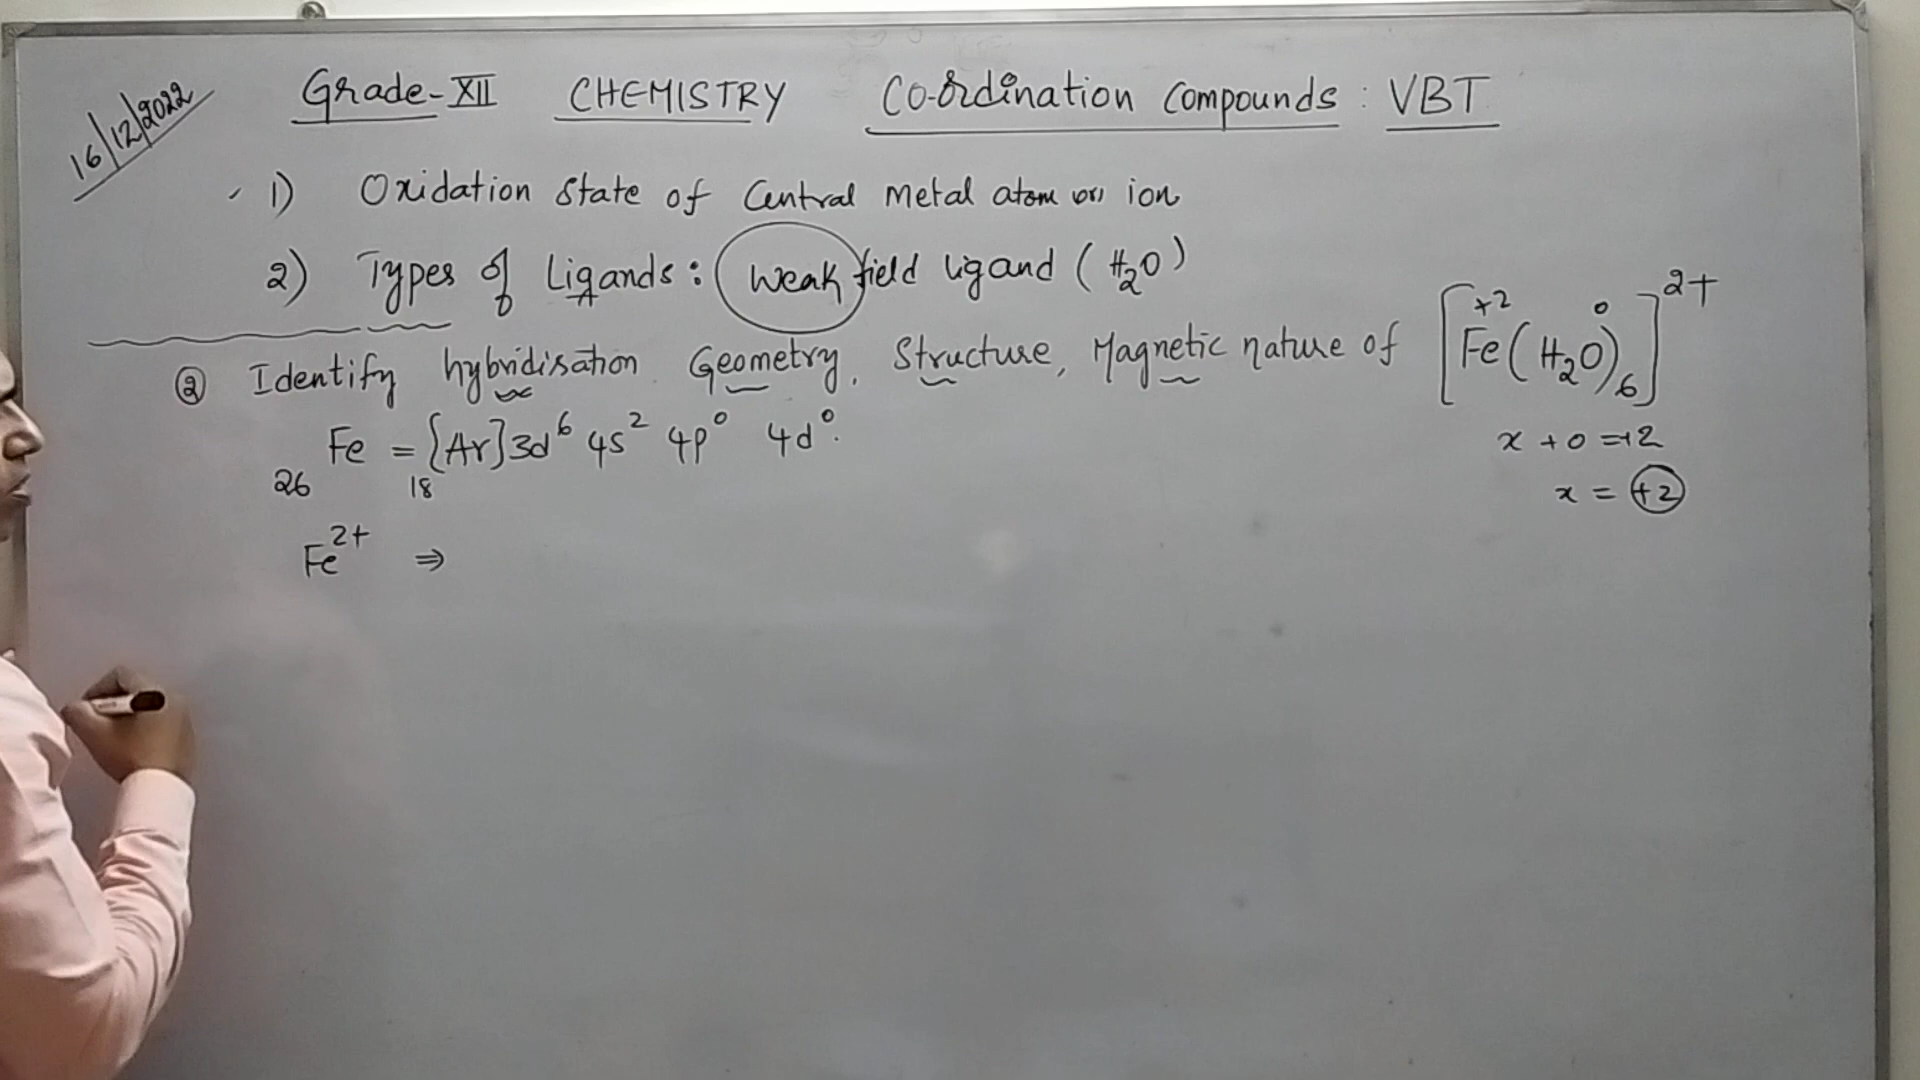 16/12/2022
Grade-XII CHEMISTRY Co-ordination Compounds : VBT
1) Oxidation State of Central Metal atom (or) ion
2) Types of Ligands : Weak field ligand (H₂O)
② Identify hybridisation Geometry, Structure, Magnetic nature of [Fe(H₂O)₆]²⁺
+2 0
₂₆Fe = [Ar]₁₈ 3d⁶ 4s² 4p⁰ 4d⁰.
x + 0 = +2
x = +2
Fe²⁺ ⇒